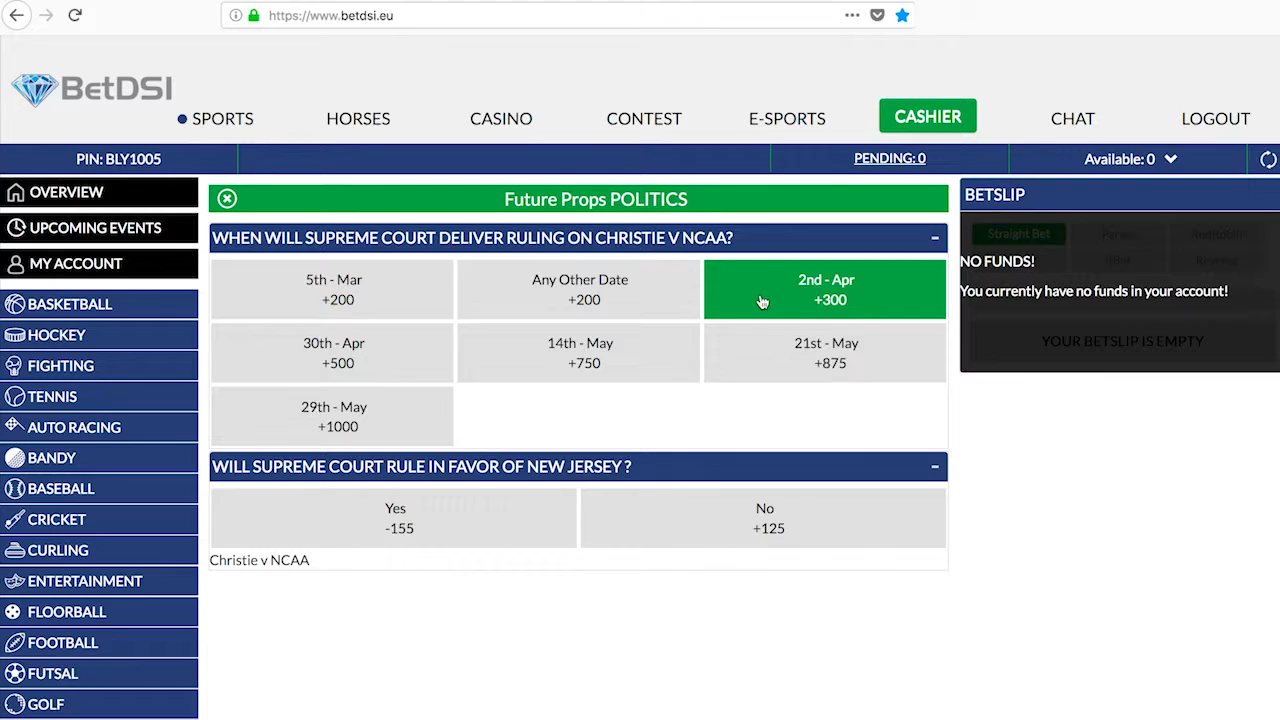 https://www.betdsi.eu
BetDSI
SPORTS
HORSES
CASINO
CONTEST
E-SPORTS
CASHIER
CHAT
LOGOUT
PIN: BLY1005
PENDING: 0
Available: 0
OVERVIEW
UPCOMING EVENTS
MY ACCOUNT
BASKETBALL
HOCKEY
FIGHTING
TENNIS
AUTO RACING
BANDY
BASEBALL
CRICKET
CURLING
ENTERTAINMENT
FLOORBALL
FOOTBALL
FUTSAL
GOLF
Future Props POLITICS
WHEN WILL SUPREME COURT DELIVER RULING ON CHRISTIE V NCAA?
5th - Mar
+200
Any Other Date
+200
2nd - Apr
+300
30th - Apr
+500
14th - May
+750
21st - May
+875
29th - May
+1000
WILL SUPREME COURT RULE IN FAVOR OF NEW JERSEY ?
Yes
-155
No
+125
Christie v NCAA
BETSLIP
Straight Bet
NO FUNDS!
You currently have no funds in your account!
YOUR BETSLIP IS EMPTY